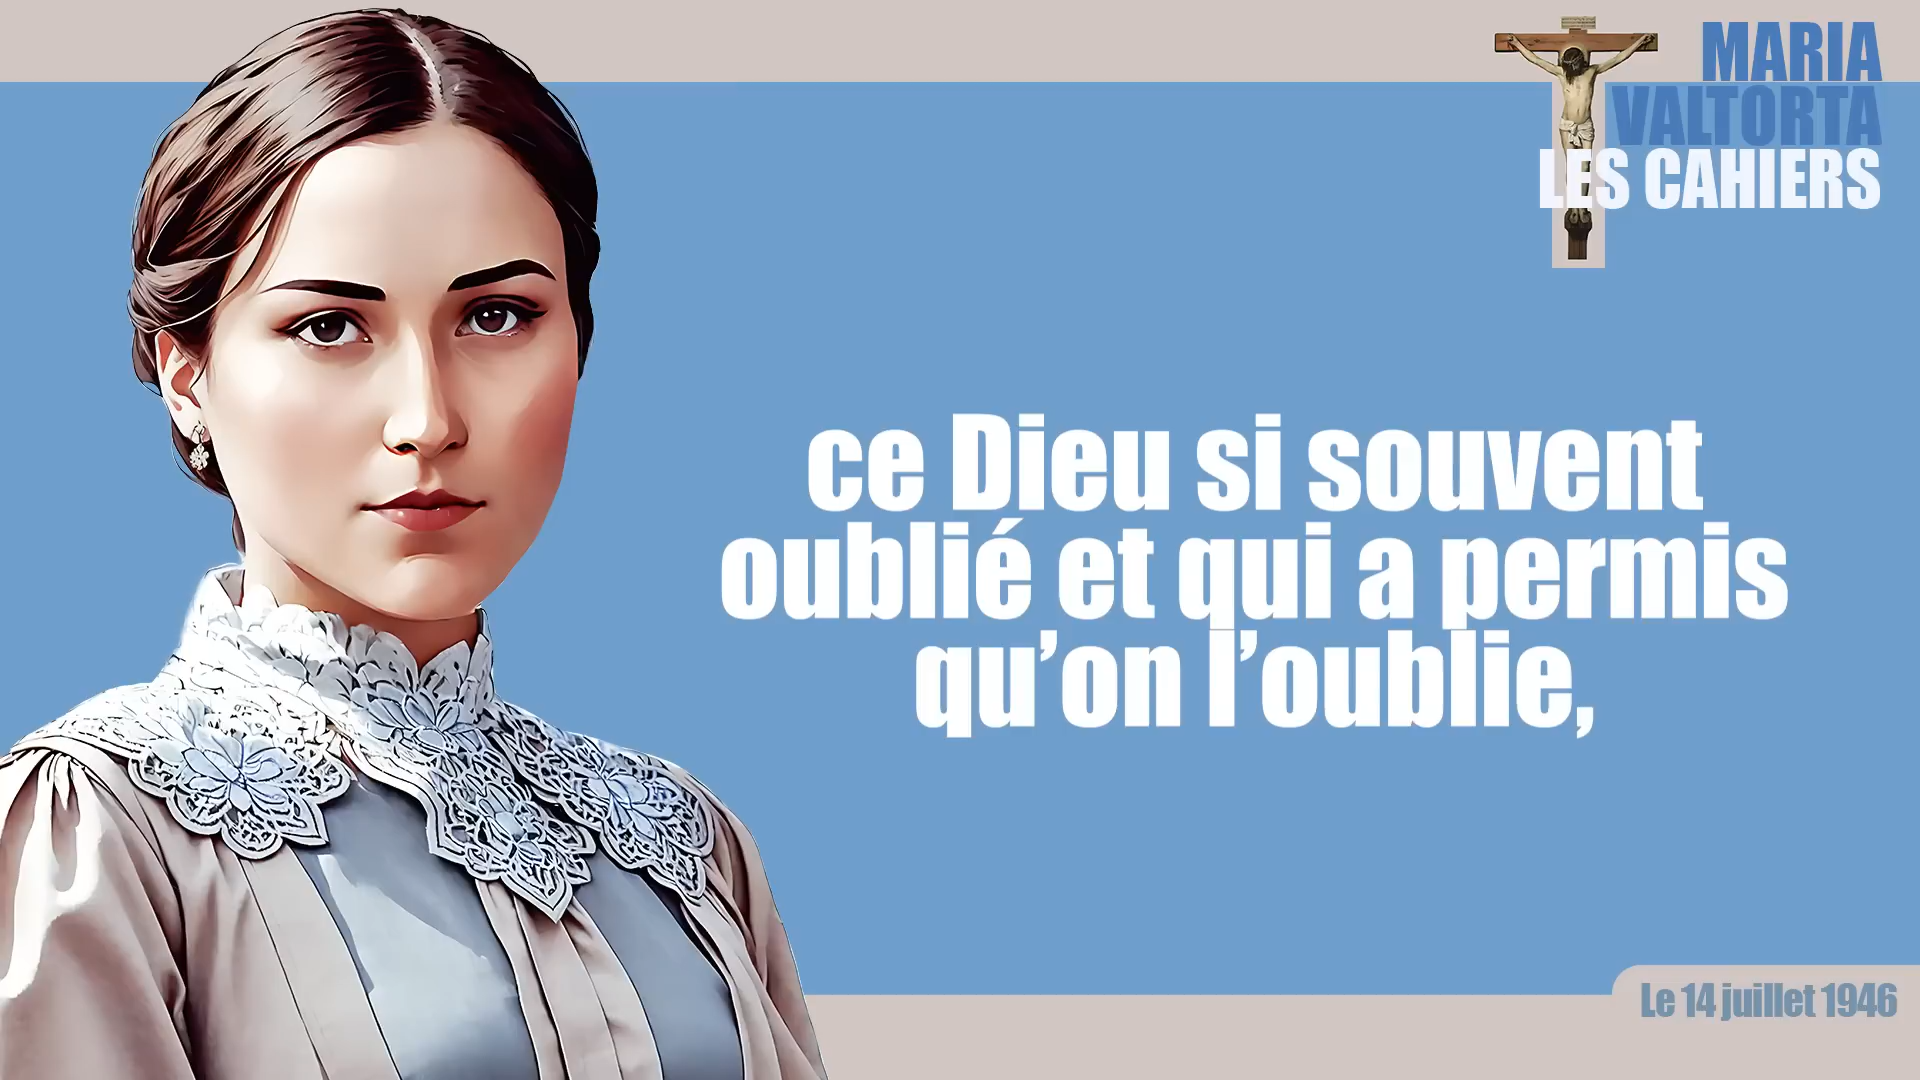 MARIA
VALTORTA
LES CAHIERS
ce Dieu si souvent
oublié et qui a permis
qu’on l’oublie,
Le 14 juillet 1946